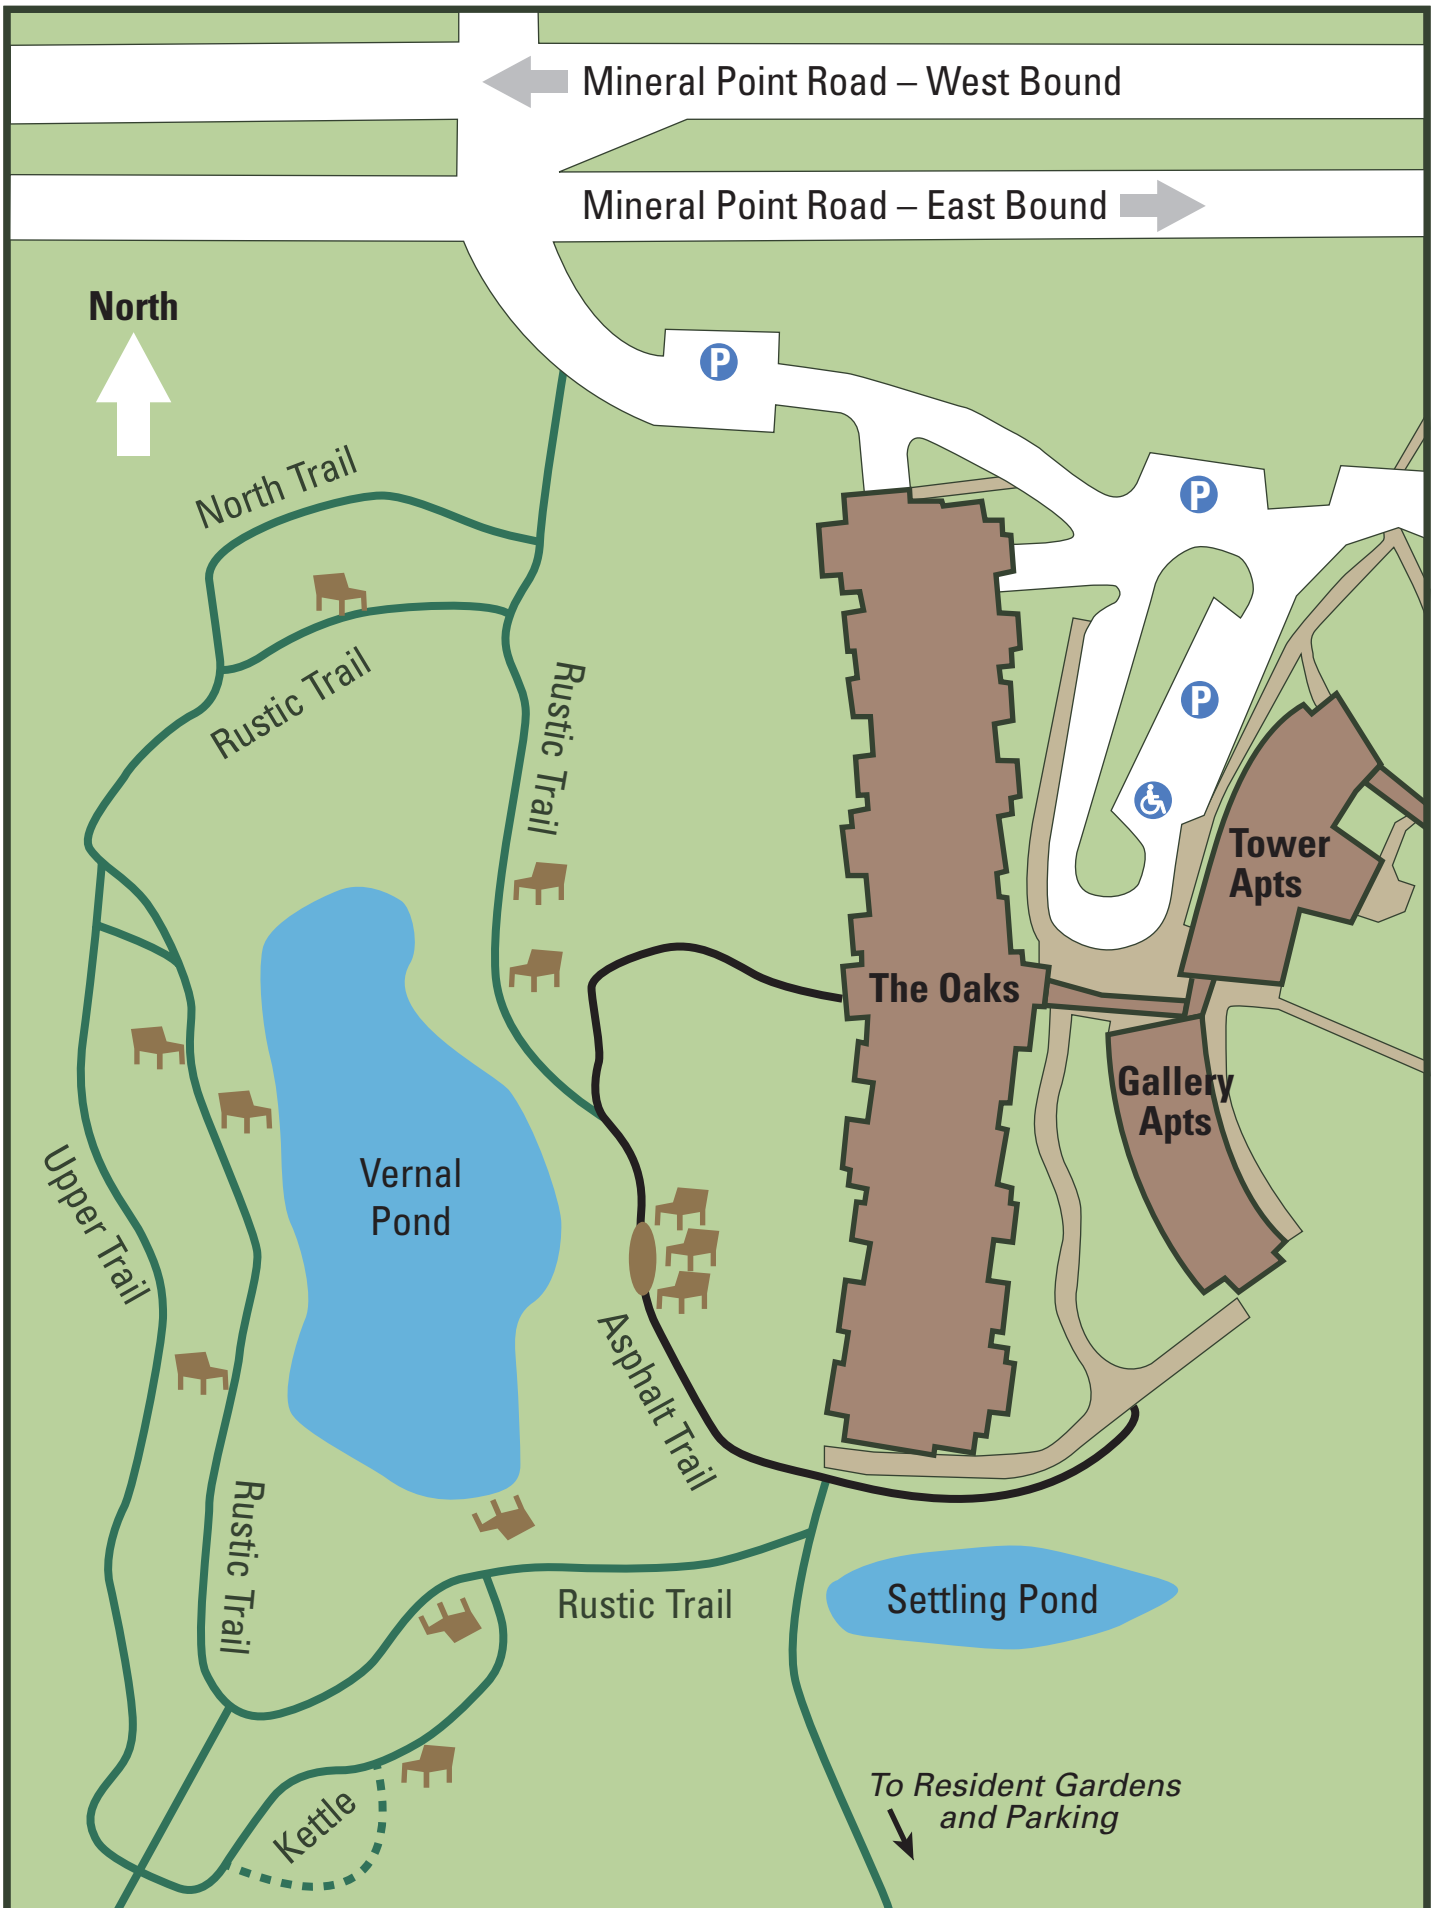 Mineral Point Road – West Bound
Mineral Point Road – East Bound
North
P
North Trail
P
Rustic Trail
Rustic Trail
P
Tower
Apts
The Oaks
Gallery
Apts
Vernal
Pond
Upper Trail
Asphalt Trail
Rustic Trail
Rustic Trail
Settling Pond
To Resident Gardens
and Parking
Kettle